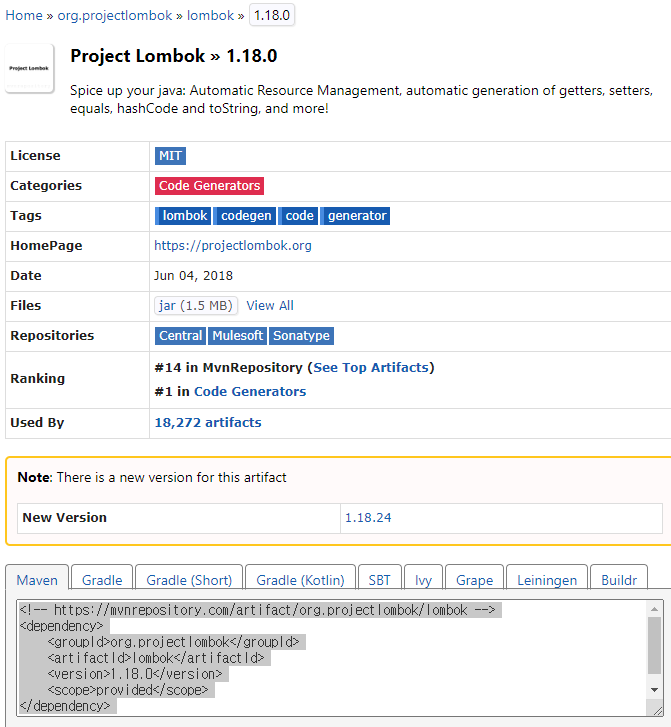 Home » org.projectlombok » lombok » 1.18.0
Project Lombok
Project Lombok » 1.18.0
Spice up your java: Automatic Resource Management, automatic generation of getters, setters,
equals, hashCode and toString, and more!
License MIT
Categories Code Generators
Tags lombok codegen code generator
HomePage https://projectlombok.org
Date Jun 04, 2018
Files jar (1.5 MB) View All
Repositories Central Mulesoft Sonatype
Ranking #14 in MvnRepository (See Top Artifacts)
#1 in Code Generators
Used By 18,272 artifacts
Note: There is a new version for this artifact
New Version 1.18.24
Maven Gradle Gradle (Short) Gradle (Kotlin) SBT Ivy Grape Leiningen Buildr
<!-- https://mvnrepository.com/artifact/org.projectlombok/lombok -->
<dependency>
    <groupId>org.projectlombok</groupId>
    <artifactId>lombok</artifactId>
    <version>1.18.0</version>
    <scope>provided</scope>
</dependency>